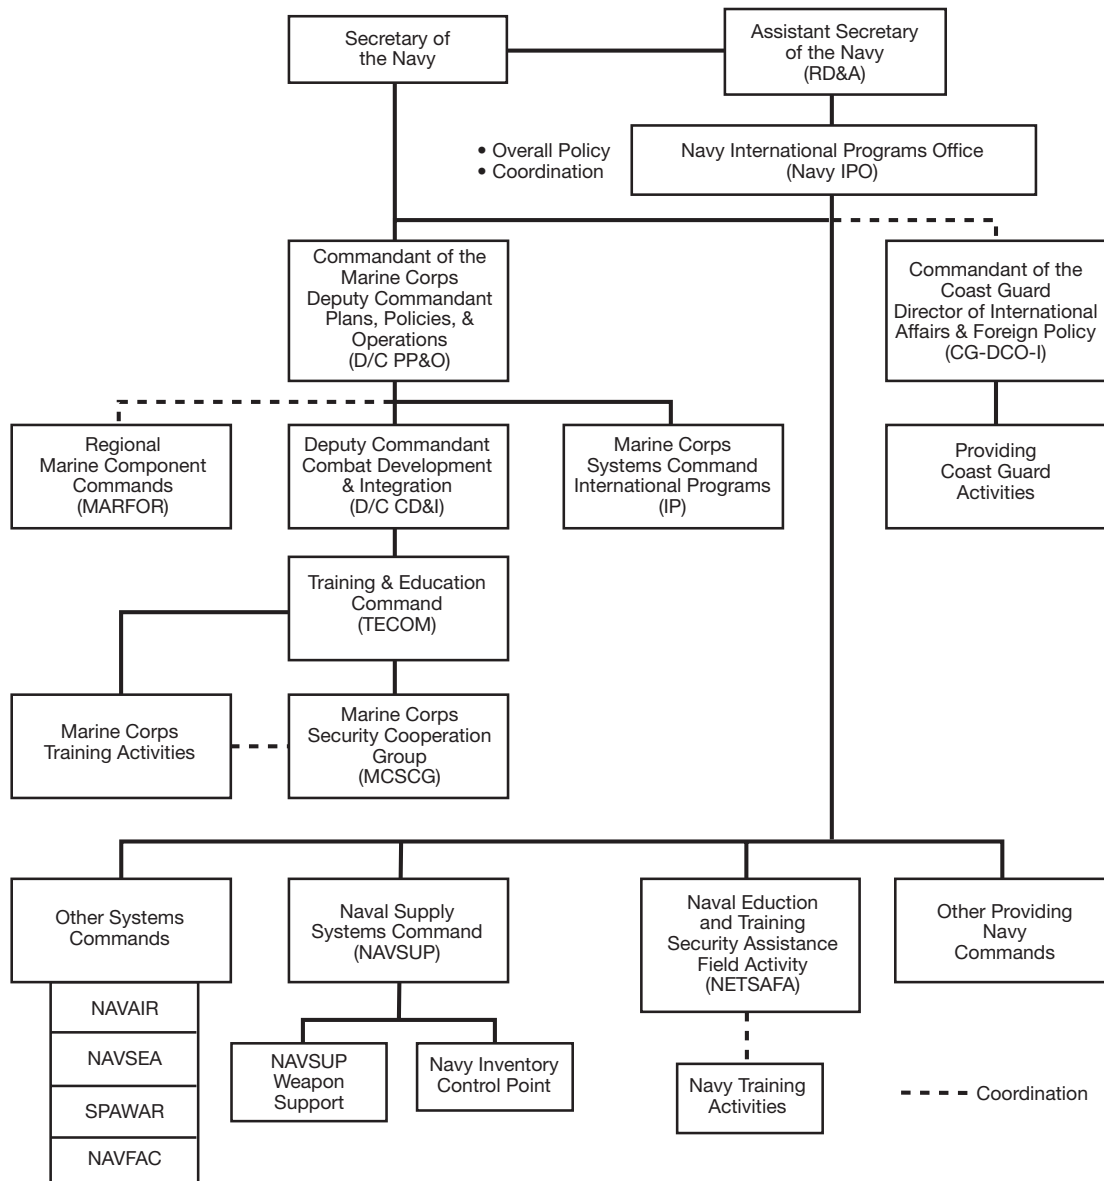 Secretary of
the Navy
Assistant Secretary
of the Navy
(RD&A)
• Overall Policy
• Coordination
Navy International Programs Office
(Navy IPO)
Commandant of the
Marine Corps
Deputy Commandant
Plans, Policies, &
Operations
(D/C PP&O)
Commandant of the
Coast Guard
Director of International
Affairs & Foreign Policy
(CG-DCO-I)
Regional
Marine Component
Commands
(MARFOR)
Deputy Commandant
Combat Development
& Integration
(D/C CD&I)
Marine Corps
Systems Command
International Programs
(IP)
Providing
Coast Guard
Activities
Training & Education
Command
(TECOM)
Marine Corps
Training Activities
Marine Corps
Security Cooperation
Group
(MCSCG)
Other Systems
Commands
Naval Supply
Systems Command
(NAVSUP)
Naval Eduction
and Training
Security Assistance
Field Activity
(NETSAFA)
Other Providing
Navy
Commands
NAVAIR
NAVSEA
SPAWAR
NAVFAC
NAVSUP
Weapon
Support
Navy Inventory
Control Point
Navy Training
Activities
Coordination